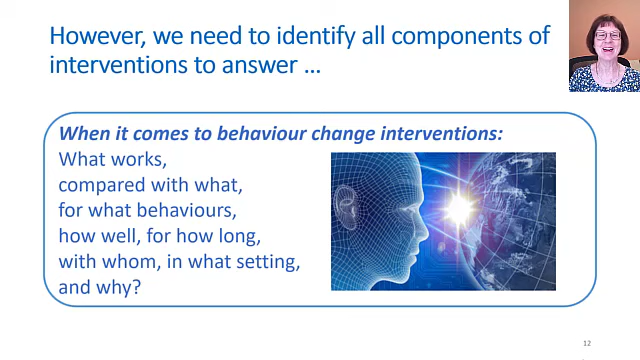 However, we need to identify all components of
interventions to answer …
When it comes to behaviour change interventions:
What works,
compared with what,
for what behaviours,
how well, for how long,
with whom, in what setting,
and why?
12